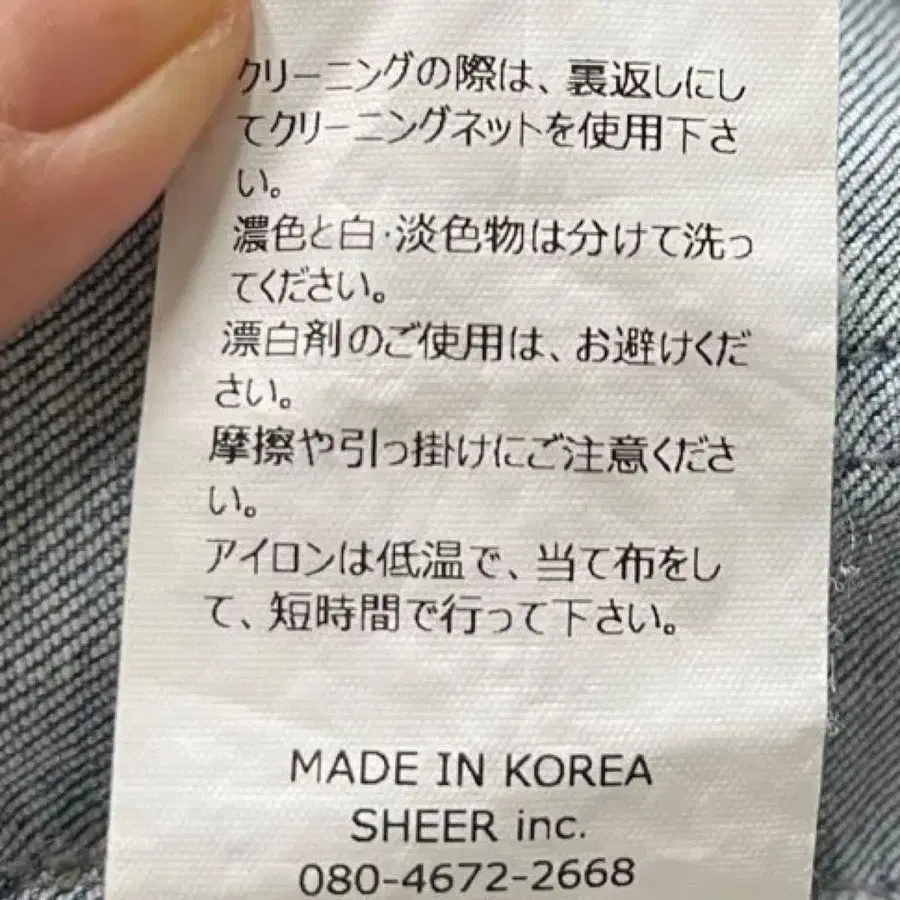 クリーニングの際は、裏返しにし
てクリーニングネットを使用下さ
い。
濃色と白・淡色物は分けて洗っ
てください。
漂白剤のご使用は、お避けくだ
さい。
摩擦や引っ掛けにご注意くださ
い。
アイロンは低温で、当て布をし
て、短時間で行って下さい。
MADE IN KOREA
SHEER inc.
080-4672-2668